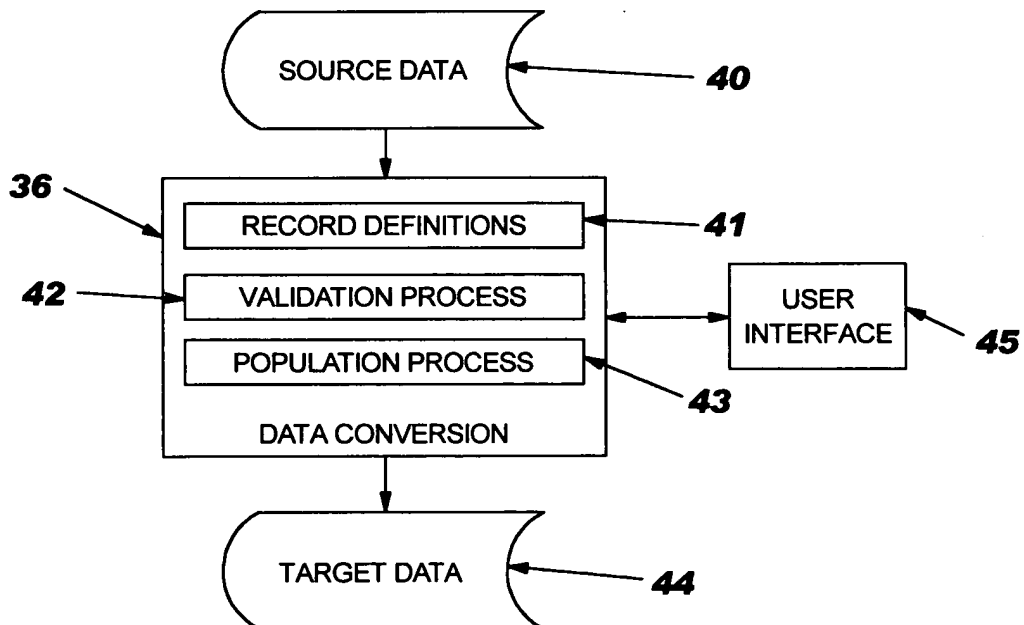 SOURCE DATA
40
36
RECORD DEFINITIONS
41
42
VALIDATION PROCESS
USER
INTERFACE
45
POPULATION PROCESS
43
DATA CONVERSION
TARGET DATA
44